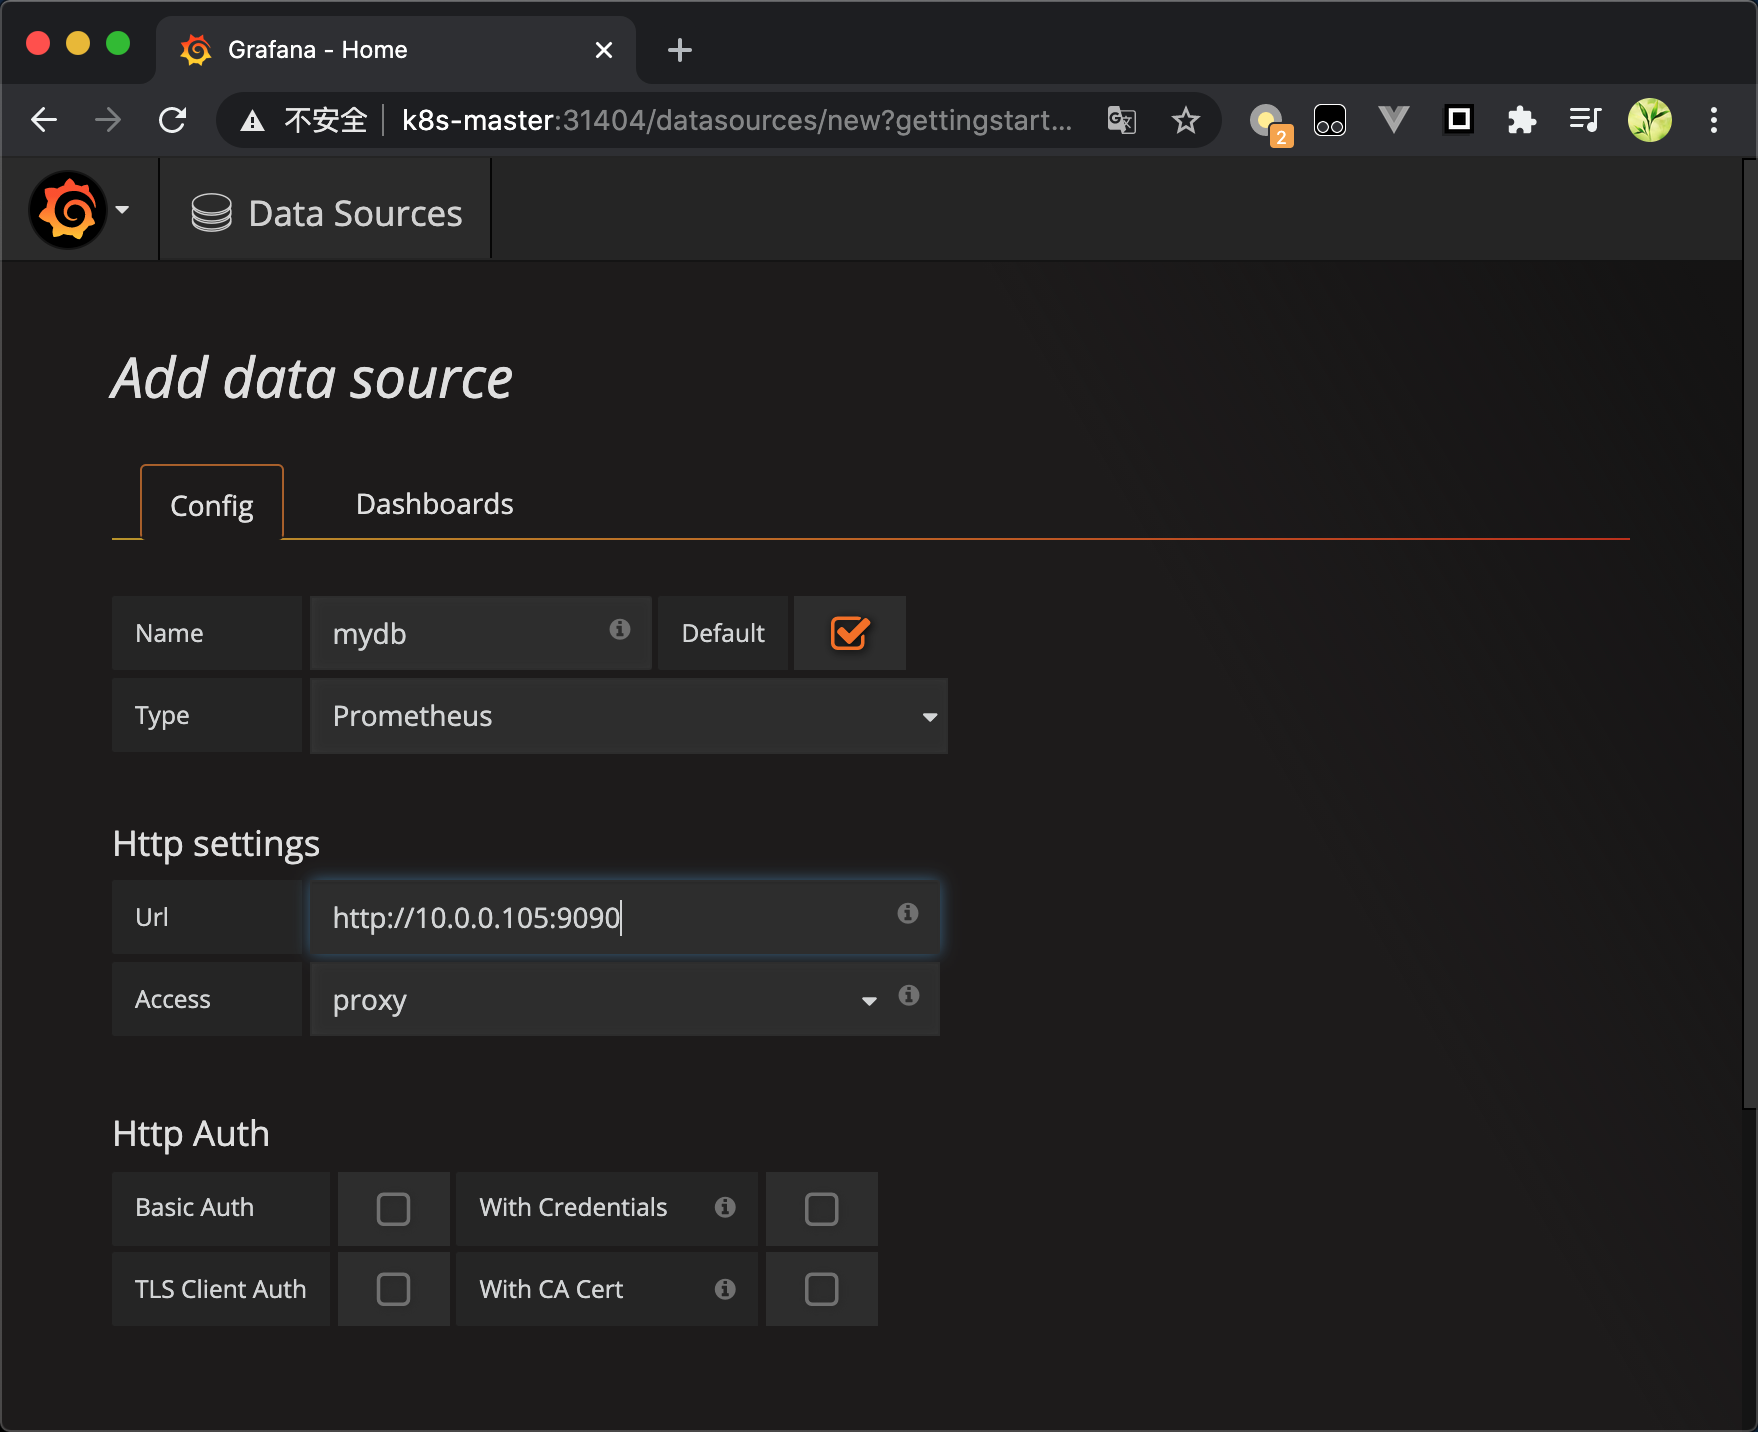 Grafana - Home
不安全
k8s-master:31404/datasources/new?gettingstart...
2
Data Sources
Add data source
Config
Dashboards
Name
mydb
Default
Type
Prometheus
Http settings
Url
http://10.0.0.105:9090
Access
proxy
Http Auth
Basic Auth
With Credentials
TLS Client Auth
With CA Cert